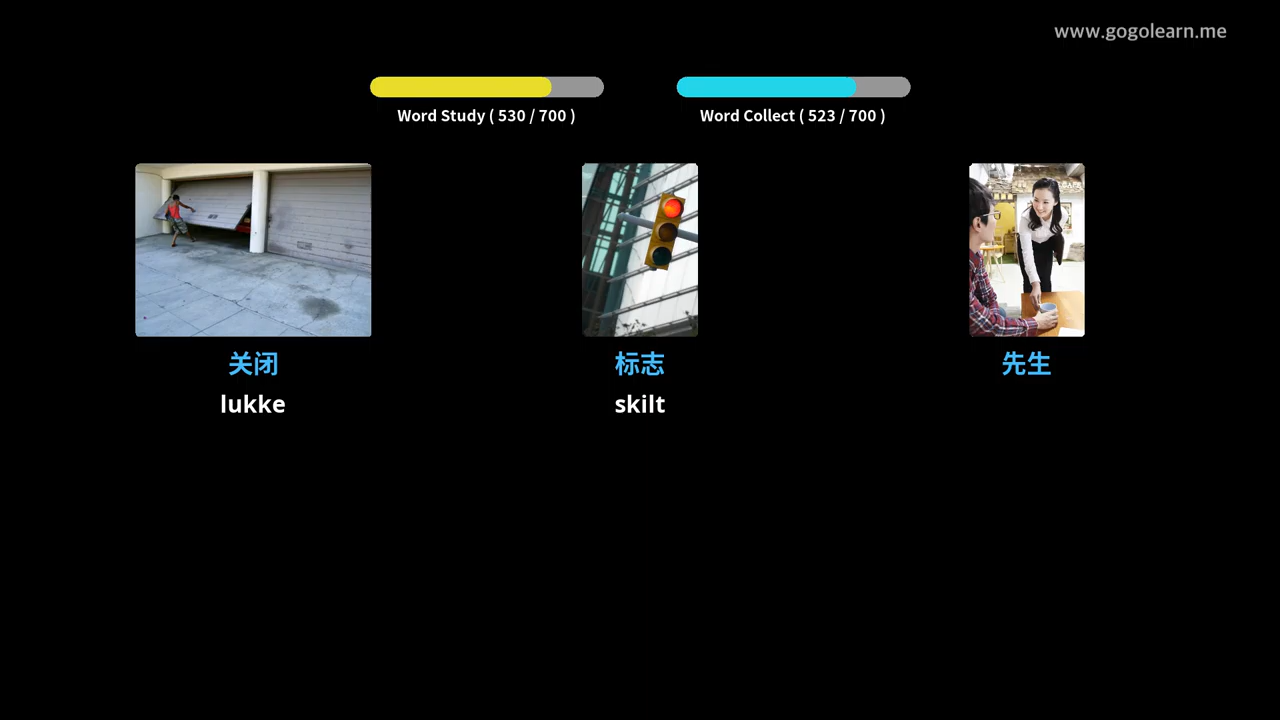 www.gogolearn.me
Word Study ( 530 / 700 )
Word Collect ( 523 / 700 )
关闭
标志
先生
lukke
skilt